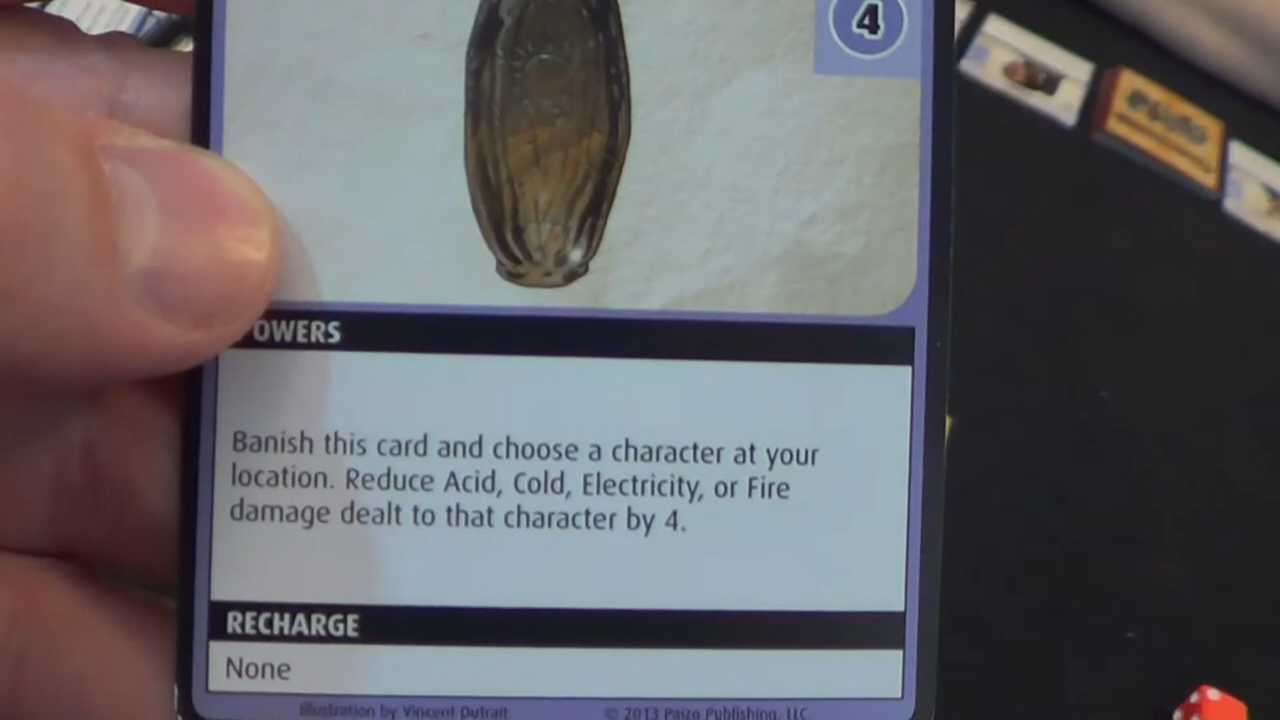 4
POWERS
Banish this card and choose a character at your
location. Reduce Acid, Cold, Electricity, or Fire
damage dealt to that character by 4.
RECHARGE
None
Illustration by Vincent Dutrait © 2013 Paizo Publishing, LLC